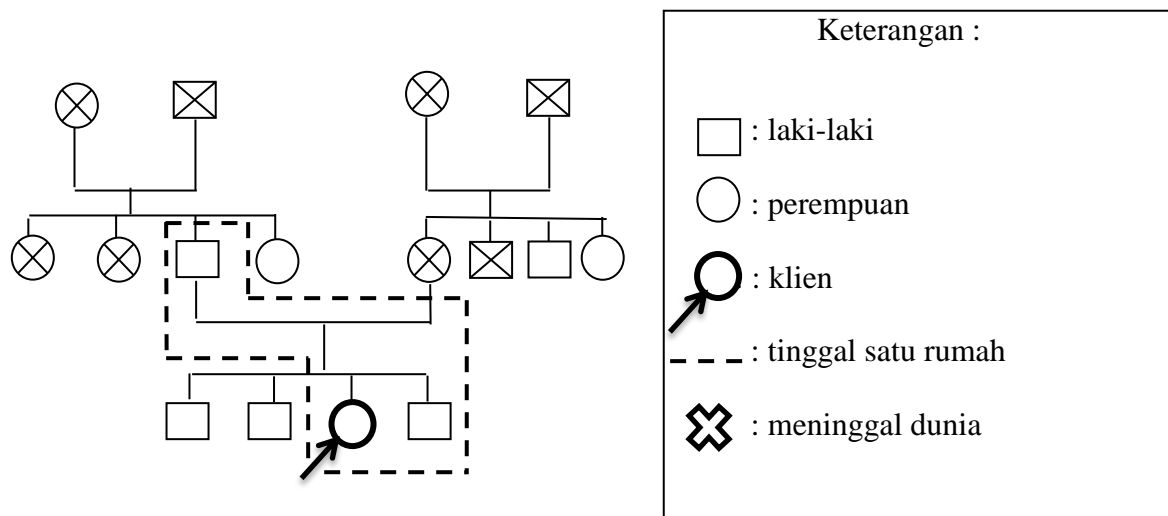 Keterangan :
: laki-laki
: perempuan
: klien
: tinggal satu rumah
: meninggal dunia